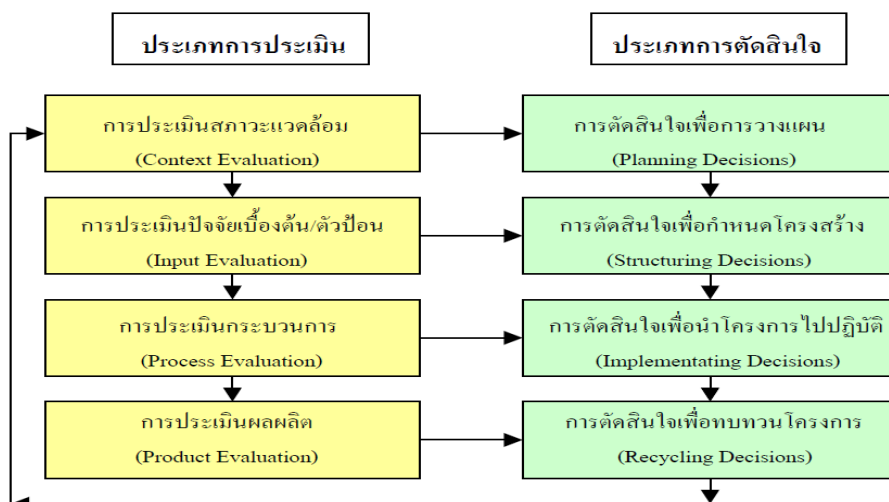 ประเภทการประเมิน
ประเภทการตัดสินใจ
การประเมินสภาวะแวดล้อม
(Context Evaluation)
การตัดสินใจเพื่อการวางแผน
(Planning Decisions)
การประเมินปัจจัยเบื้องต้น/ตัวป้อน
(Input Evaluation)
การตัดสินใจเพื่อกำหนดโครงสร้าง
(Structuring Decisions)
การประเมินกระบวนการ
(Process Evaluation)
การตัดสินใจเพื่อนำโครงการไปปฏิบัติ
(Implementating Decisions)
การประเมินผลผลิต
(Product Evaluation)
การตัดสินใจเพื่อทบทวนโครงการ
(Recycling Decisions)